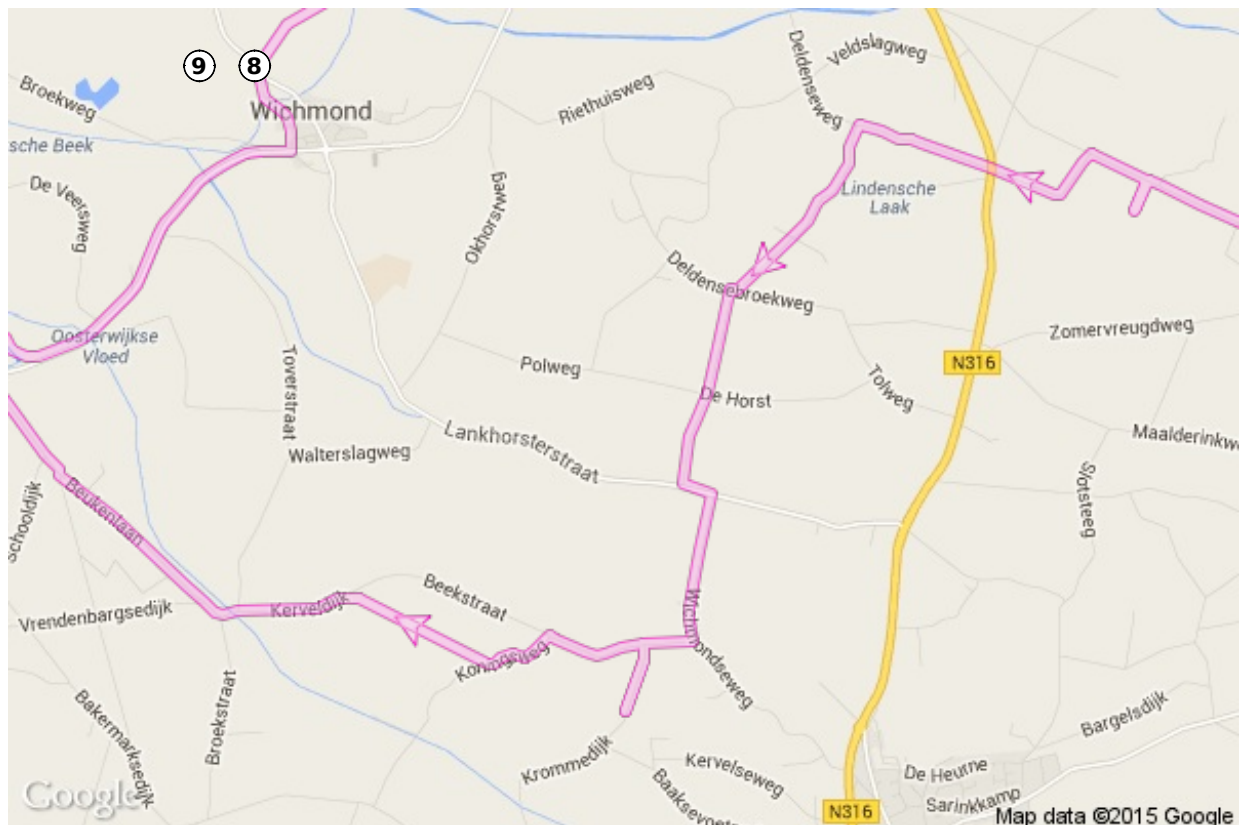 Veldslagweg
Deldenseweg
9
8
Riethuisweg
Broekweg
Wichmond
sche Beek
De Veersweg
Lindensche
Laak
Okhorstweg
Deldensebroekweg
Zomervreugdweg
Oosterwijkse
Vloed
N316
Toverstraat
Polweg
Tolweg
De Horst
Lankhorsterstraat
Maalderinkwe
Walterslagweg
Slotsteeg
Schooldijk
Beukenlaan
Beekstraat
Wichmondseweg
Kerveldijk
Vrendenbargsedijk
Koningsweg
Broekstraat
Bakermarksedijk
Bargelsdijk
Krommedijk
Kervelseweg
De Heurne
Baaksevoetp
Sarinkkamp
Google
N316
Map data ©2015 Google